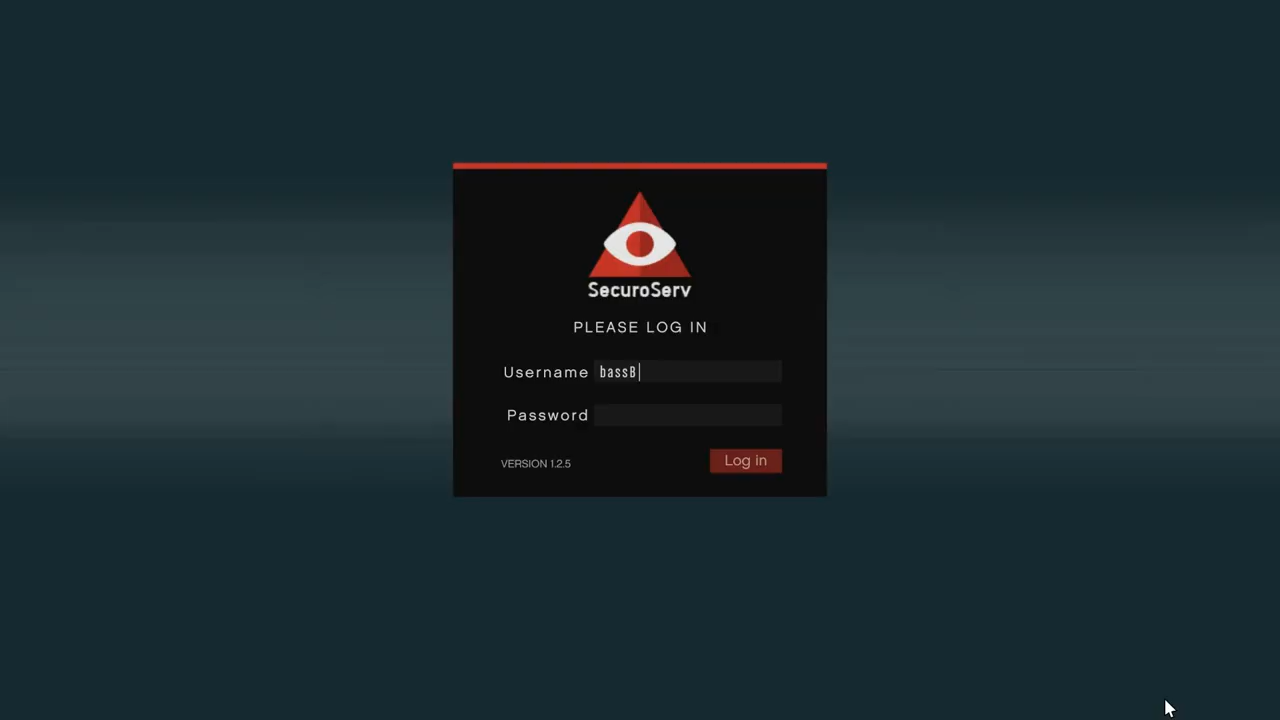 SecuroServ
PLEASE LOG IN
Username bassB
Password
VERSION 1.2.5 Log in